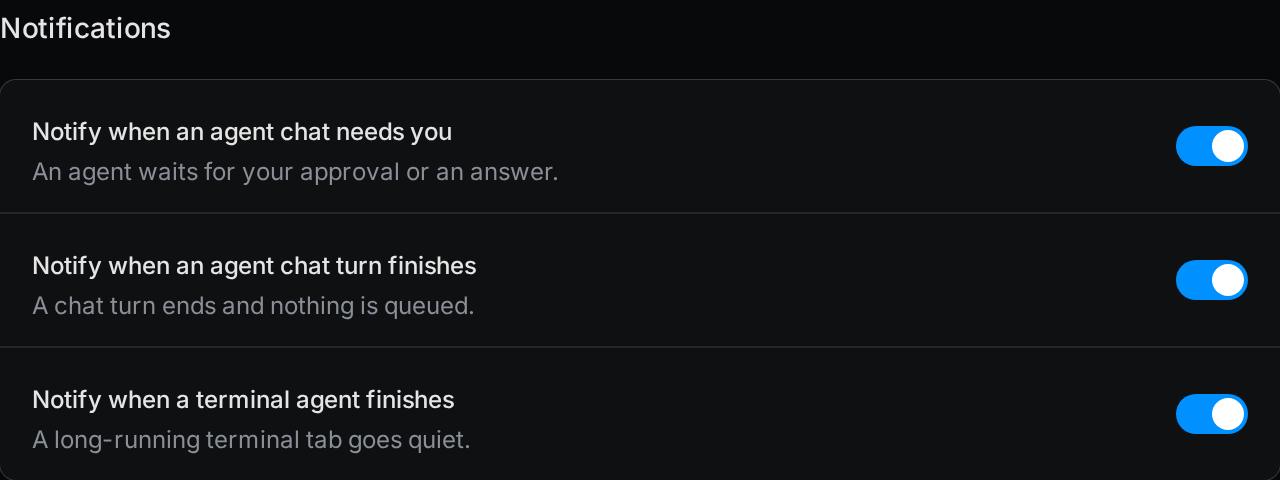 Notifications
Notify when an agent chat needs you
An agent waits for your approval or an answer.
Notify when an agent chat turn finishes
A chat turn ends and nothing is queued.
Notify when a terminal agent finishes
A long-running terminal tab goes quiet.